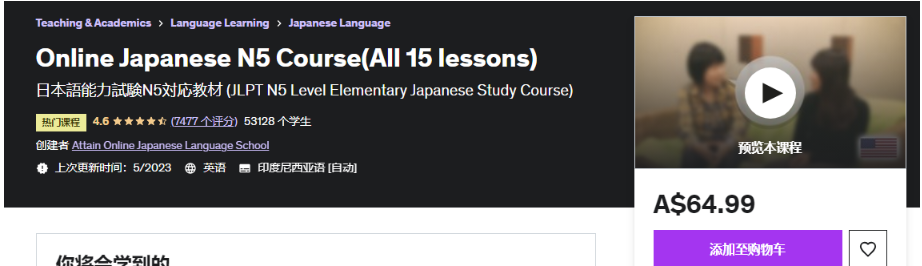 Teaching & Academics > Language Learning > Japanese Language
Online Japanese N5 Course(All 15 lessons)
日本語能力試験N5対応教材 (JLPT N5 Level Elementary Japanese Study Course)
热门课程 4.6 (7477 个评分) 53128 个学生
创建者 Attain Online Japanese Language School
上次更新时间：5/2023 英语 印度尼西亚语 [自动]
预览本课程
A$64.99
添加至购物车
你将会学到的